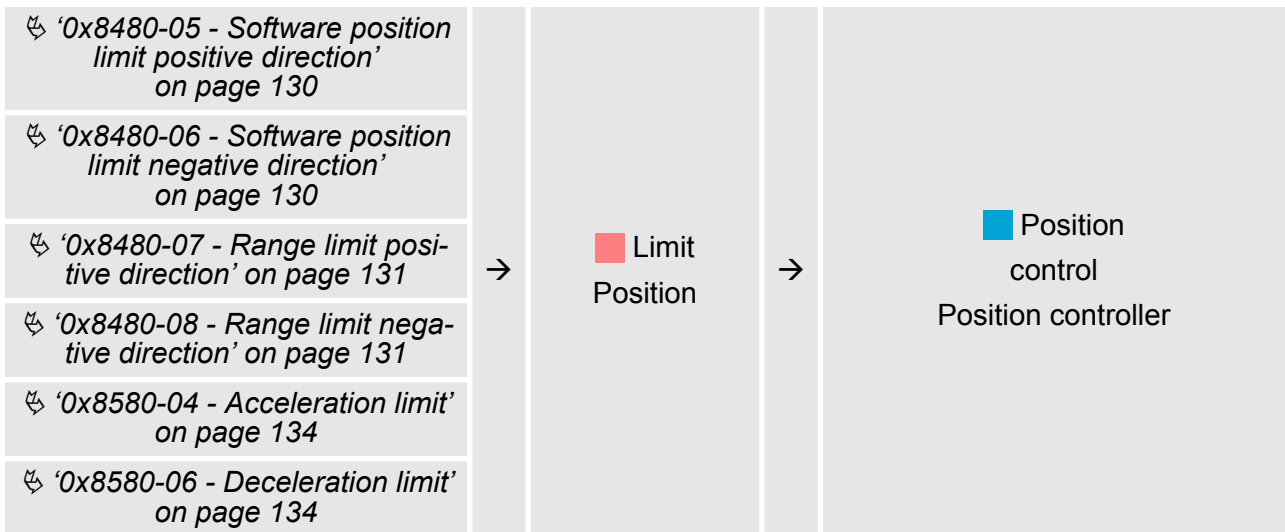 ↳ ‘0x8480-05 - Software position
limit positive direction’
on page 130
↳ ‘0x8480-06 - Software position
limit negative direction’
on page 130
↳ ‘0x8480-07 - Range limit posi-
tive direction’ on page 131
↳ ‘0x8480-08 - Range limit nega-
tive direction’ on page 131
↳ ‘0x8580-04 - Acceleration limit’
on page 134
↳ ‘0x8580-06 - Deceleration limit’
on page 134
→
Limit
Position
→
Position
control
Position controller